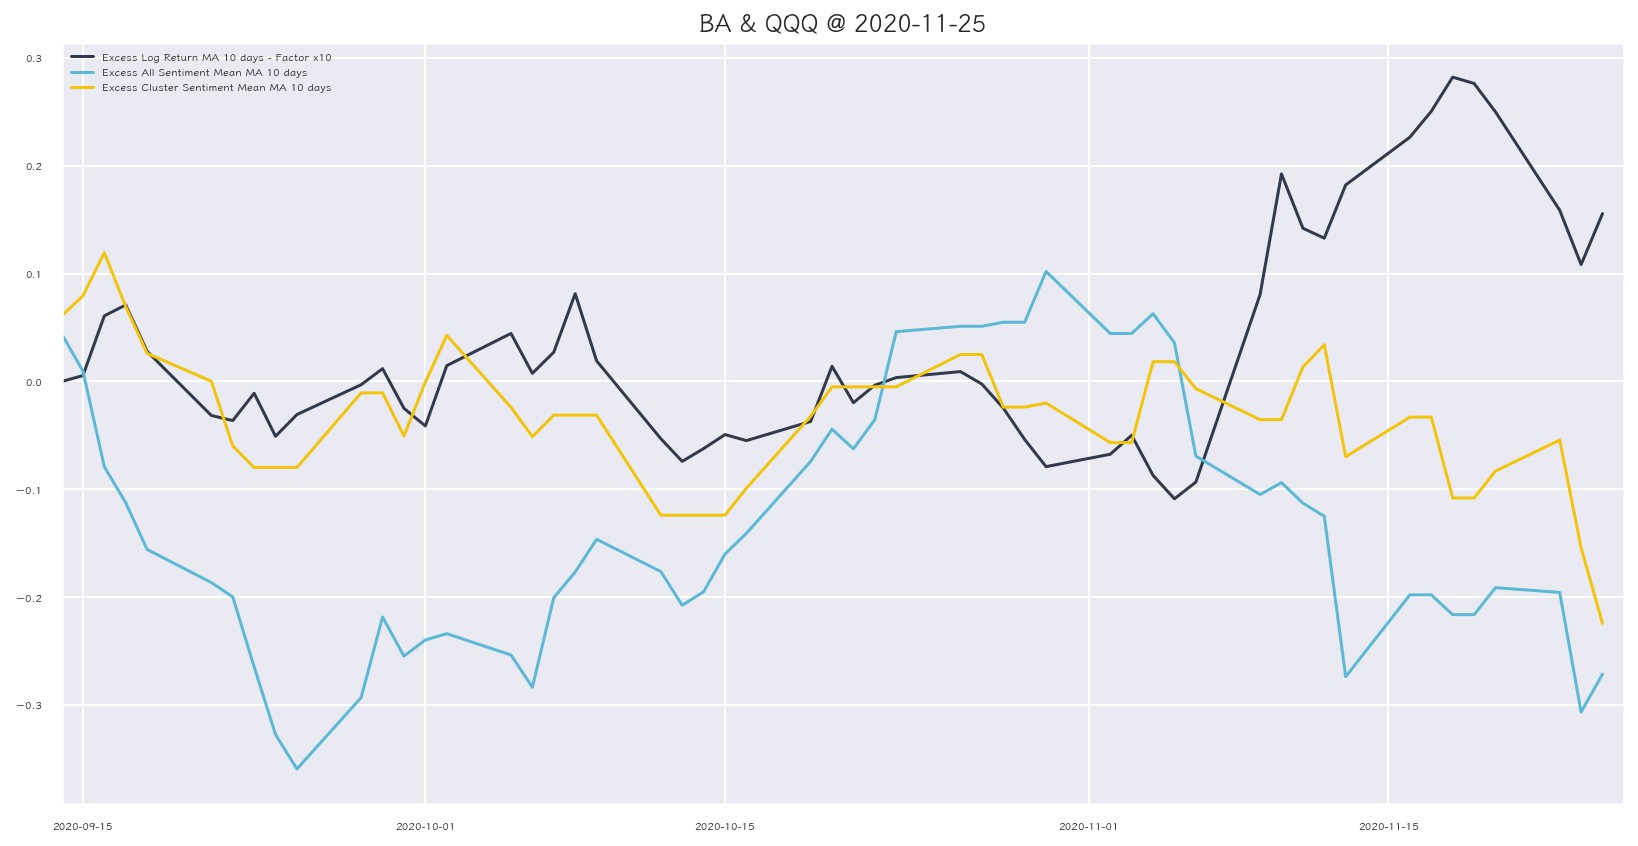 BA & QQQ @ 2020-11-25
Excess Log Return MA 10 days - Factor x10
Excess All Sentiment Mean MA 10 days
Excess Cluster Sentiment Mean MA 10 days
0.3
0.2
0.1
0.0
−0.1
−0.2
−0.3
2020-09-15 2020-10-01 2020-10-15 2020-11-01 2020-11-15